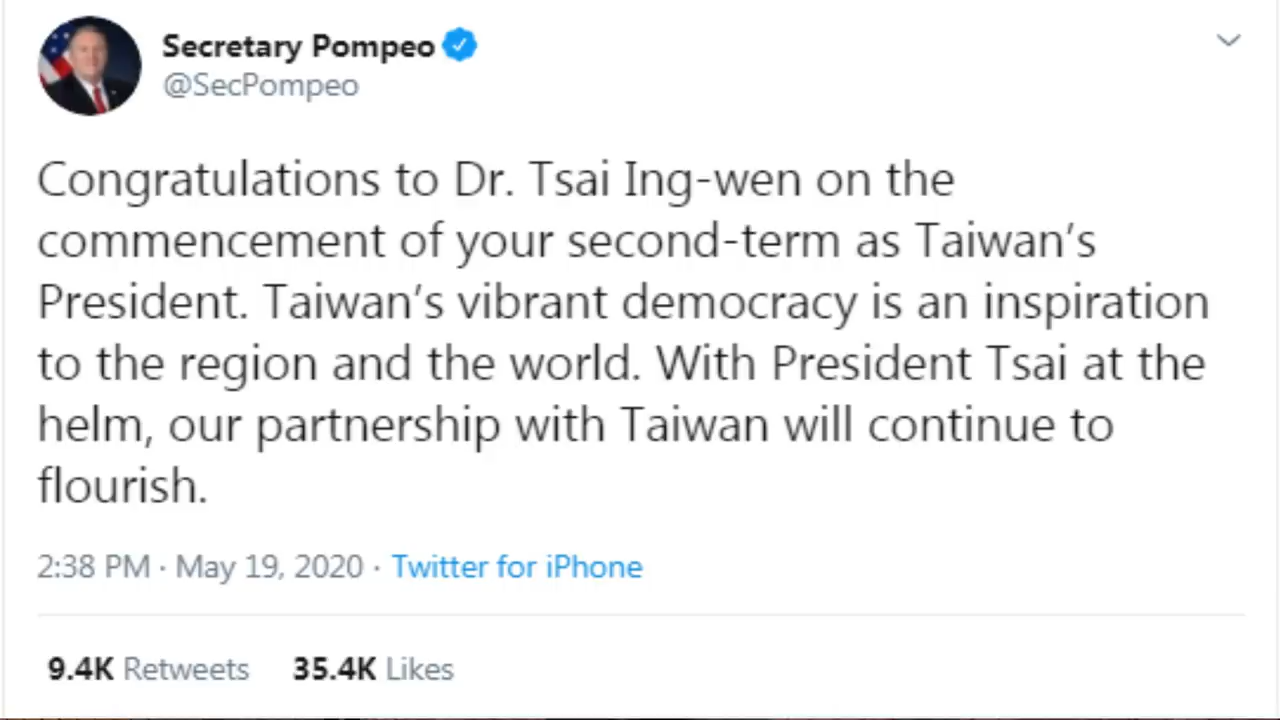 Secretary Pompeo
@SecPompeo
Congratulations to Dr. Tsai Ing-wen on the
commencement of your second-term as Taiwan’s
President. Taiwan’s vibrant democracy is an inspiration
to the region and the world. With President Tsai at the
helm, our partnership with Taiwan will continue to
flourish.
2:38 PM · May 19, 2020 · Twitter for iPhone
9.4K Retweets 35.4K Likes